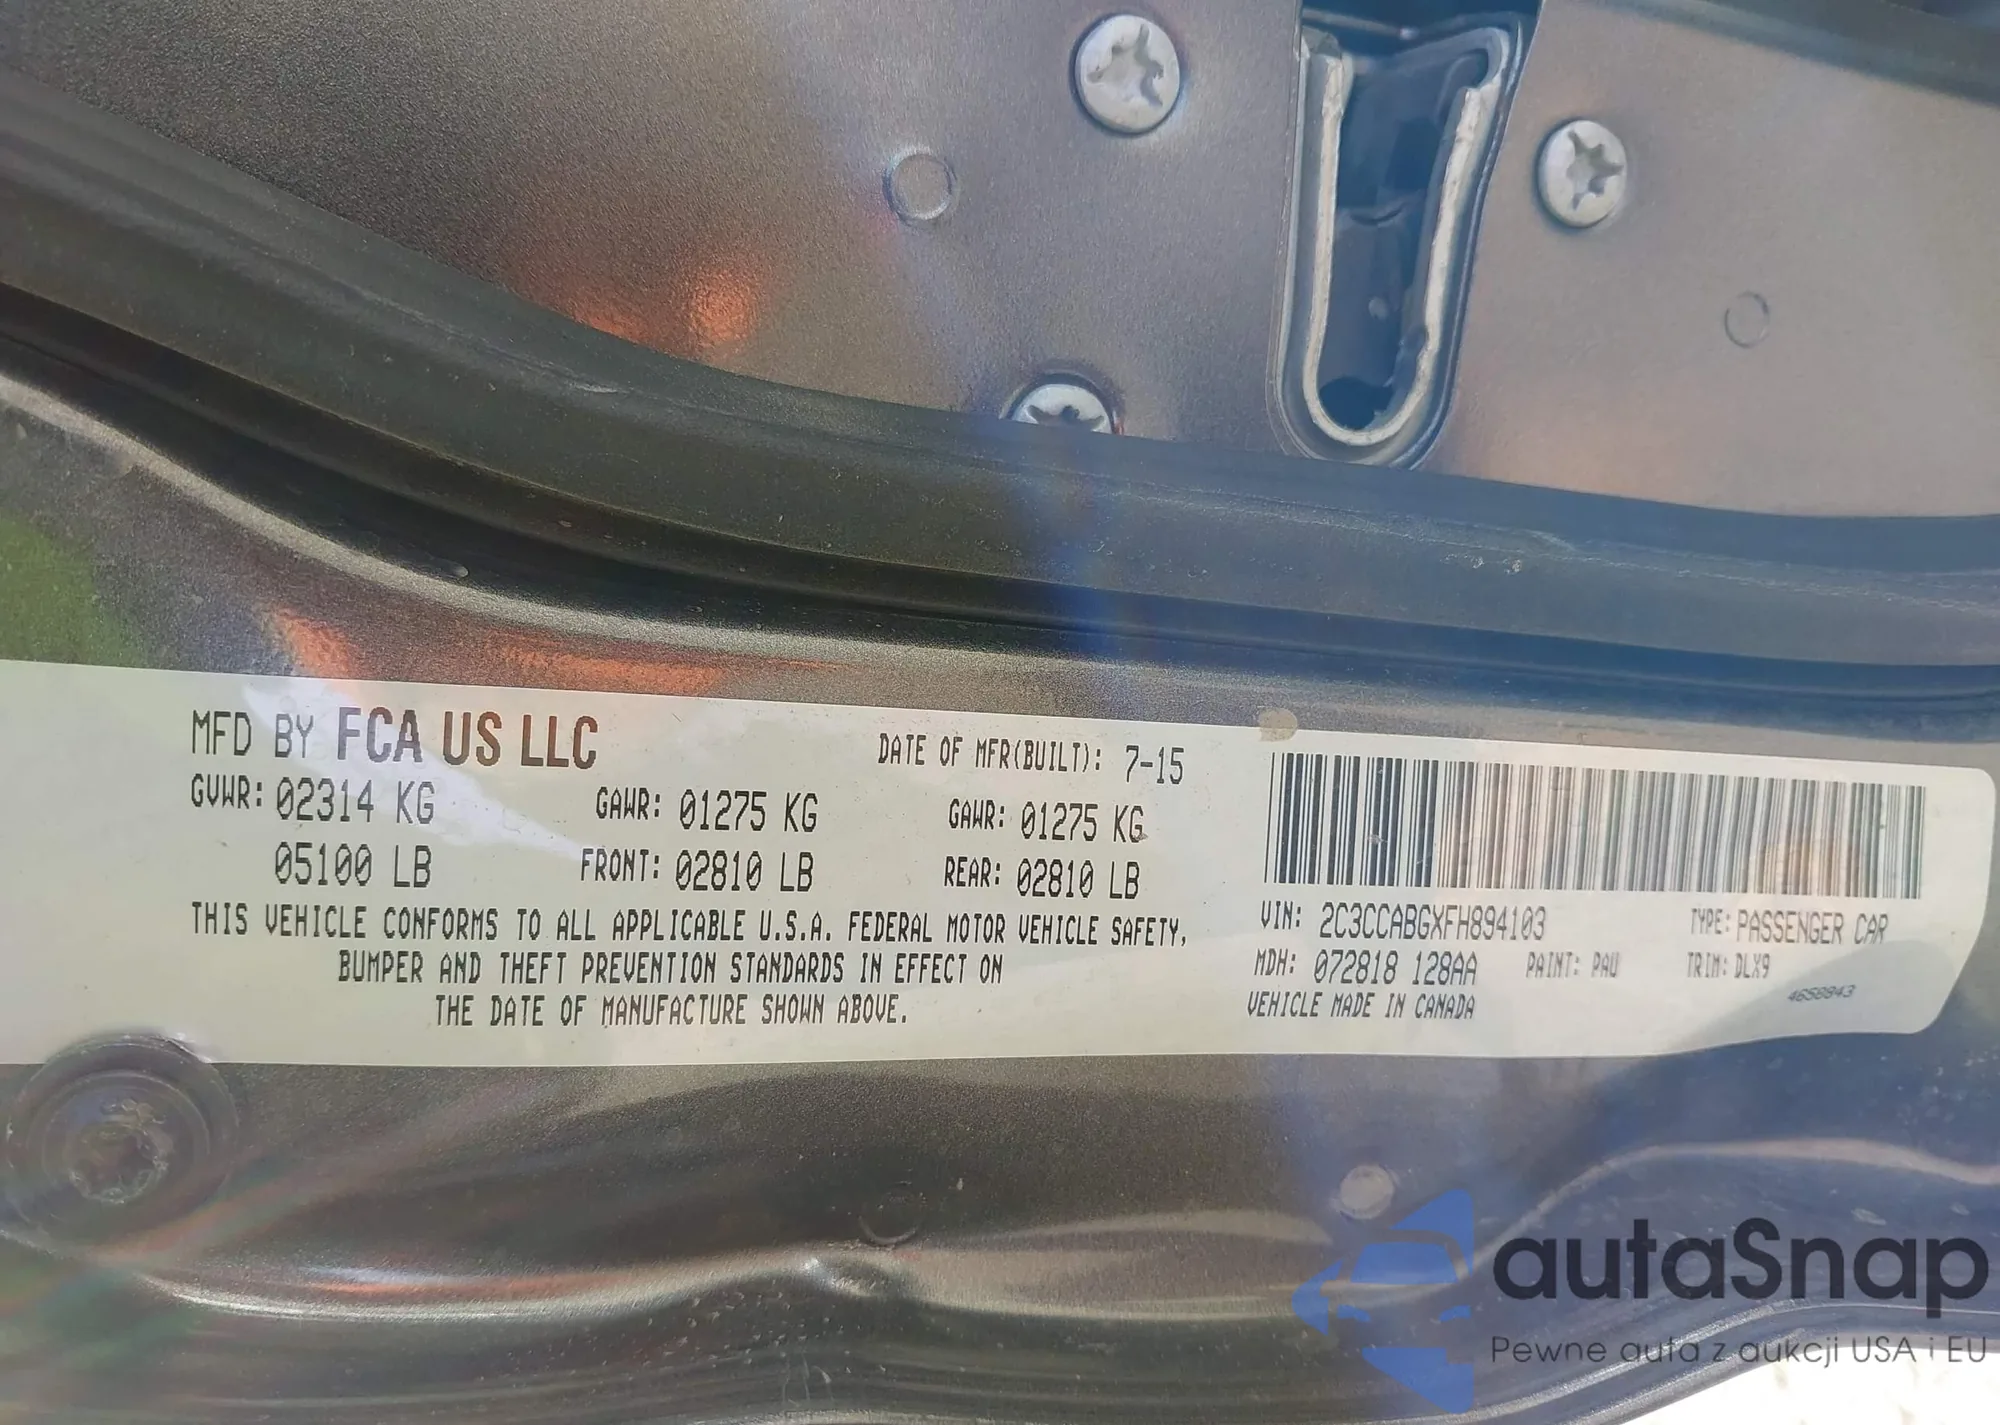 MFD BY FCA US LLC
DATE OF MFR(BUILT): 7-15
GVWR: 02314 KG
GAWR: 01275 KG
GAWR: 01275 KG
05100 LB
FRONT: 02810 LB
REAR: 02810 LB
THIS VEHICLE CONFORMS TO ALL APPLICABLE U.S.A. FEDERAL MOTOR VEHICLE SAFETY,
BUMPER AND THEFT PREVENTION STANDARDS IN EFFECT ON
THE DATE OF MANUFACTURE SHOWN ABOVE.
VIN: 2C3CCABGXFH894103
TYPE: PASSENGER CAR
MDH: 072818 128AA
PAINT: PAU
TRIM: DLX9
VEHICLE MADE IN CANADA
autaSnap
Pewne auta z aukcji USA i EU